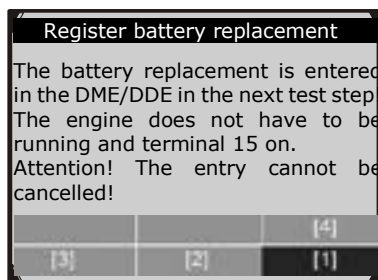 Register battery replacement
The battery replacement is entered
in the DME/DDE in the next test step
The engine does not have to be
running and terminal 15 on.
Attention! The entry cannot be
cancelled!
[4]
[3] [2] [1]